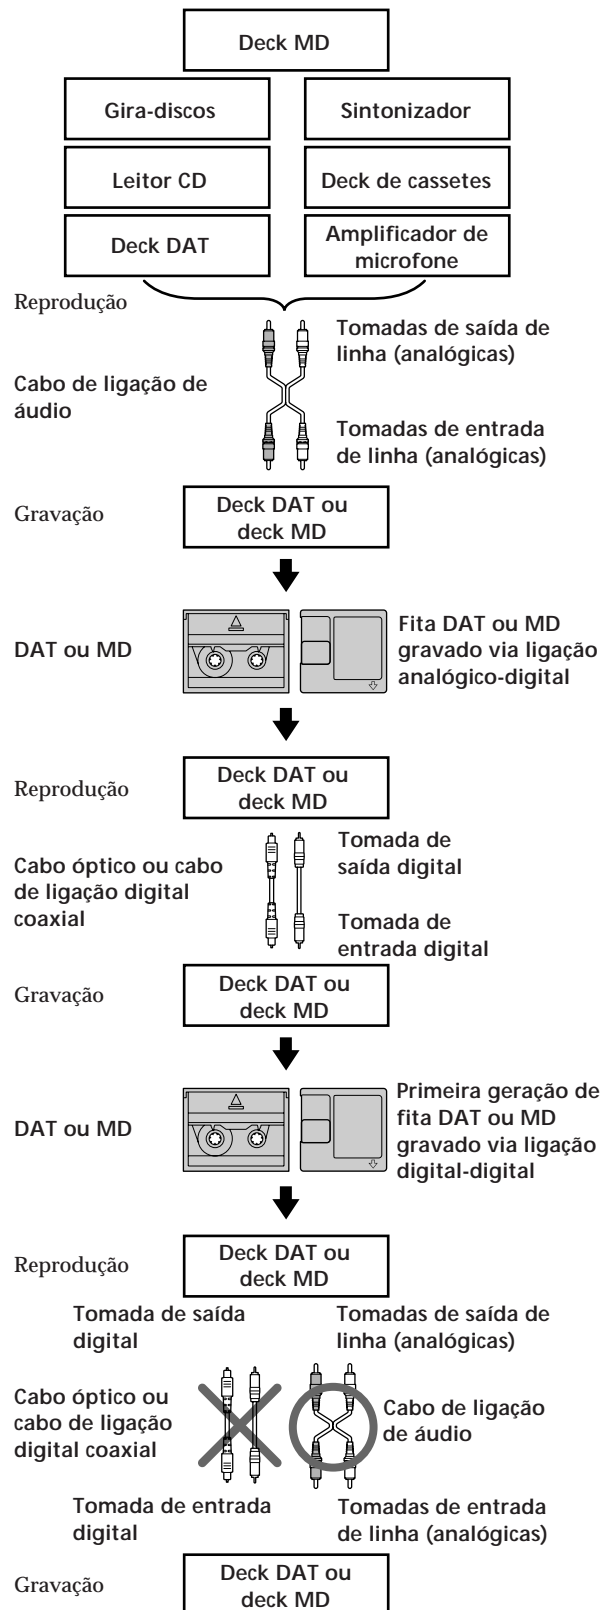 Deck MD
Gira-discos
Sintonizador
Leitor CD
Deck de cassetes
Deck DAT
Amplificador de
microfone
Reprodução
Tomadas de saída de
linha (analógicas)
Cabo de ligação de
áudio
Tomadas de entrada
de linha (analógicas)
Gravação
Deck DAT ou
deck MD
DAT ou MD
Fita DAT ou MD
gravado via ligação
analógico-digital
Reprodução
Deck DAT ou
deck MD
Tomada de
saída digital
Cabo óptico ou cabo
de ligação digital
coaxial
Tomada de
entrada digital
Gravação
Deck DAT ou
deck MD
DAT ou MD
Primeira geração de
fita DAT ou MD
gravado via ligação
digital-digital
Reprodução
Deck DAT ou
deck MD
Tomada de saída
digital
Tomadas de saída de
linha (analógicas)
Cabo óptico ou
cabo de ligação
digital coaxial
Cabo de ligação
de áudio
Tomada de entrada
digital
Tomadas de entrada
de linha (analógicas)
Gravação
Deck DAT ou
deck MD